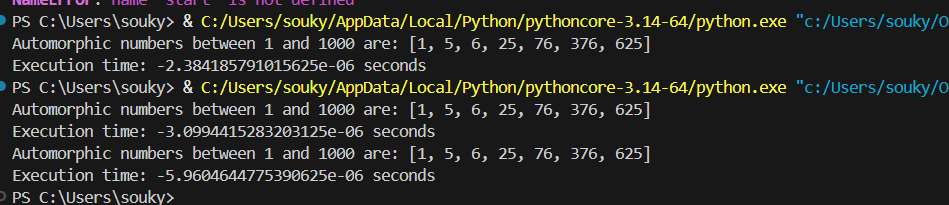 NameError: name 'start' is not defined
PS C:\Users\souky> & C:/Users/souky/AppData/Local/Python/pythoncore-3.14-64/python.exe "c:/Users/souky/O
Automorphic numbers between 1 and 1000 are: [1, 5, 6, 25, 76, 376, 625]
Execution time: -2.384185791015625e-06 seconds
PS C:\Users\souky> & C:/Users/souky/AppData/Local/Python/pythoncore-3.14-64/python.exe "c:/Users/souky/O
Automorphic numbers between 1 and 1000 are: [1, 5, 6, 25, 76, 376, 625]
Execution time: -3.0994415283203125e-06 seconds
Automorphic numbers between 1 and 1000 are: [1, 5, 6, 25, 76, 376, 625]
Execution time: -5.9604644775390625e-06 seconds
PS C:\Users\souky>